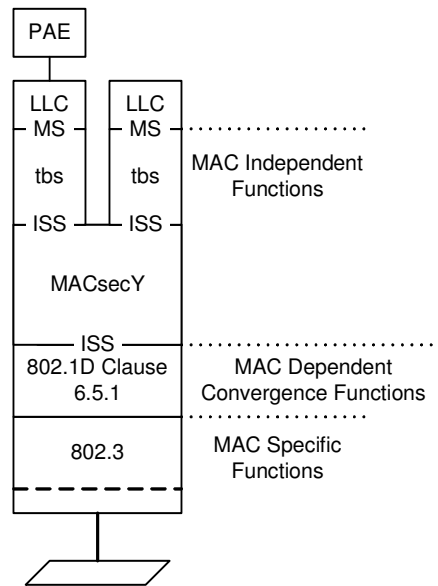 PAE
LLC
LLC
MS
MS
tbs
tbs
MAC Independent
Functions
ISS
ISS
MACsecY
ISS
802.1D Clause
6.5.1
MAC Dependent
Convergence Functions
802.3
MAC Specific
Functions